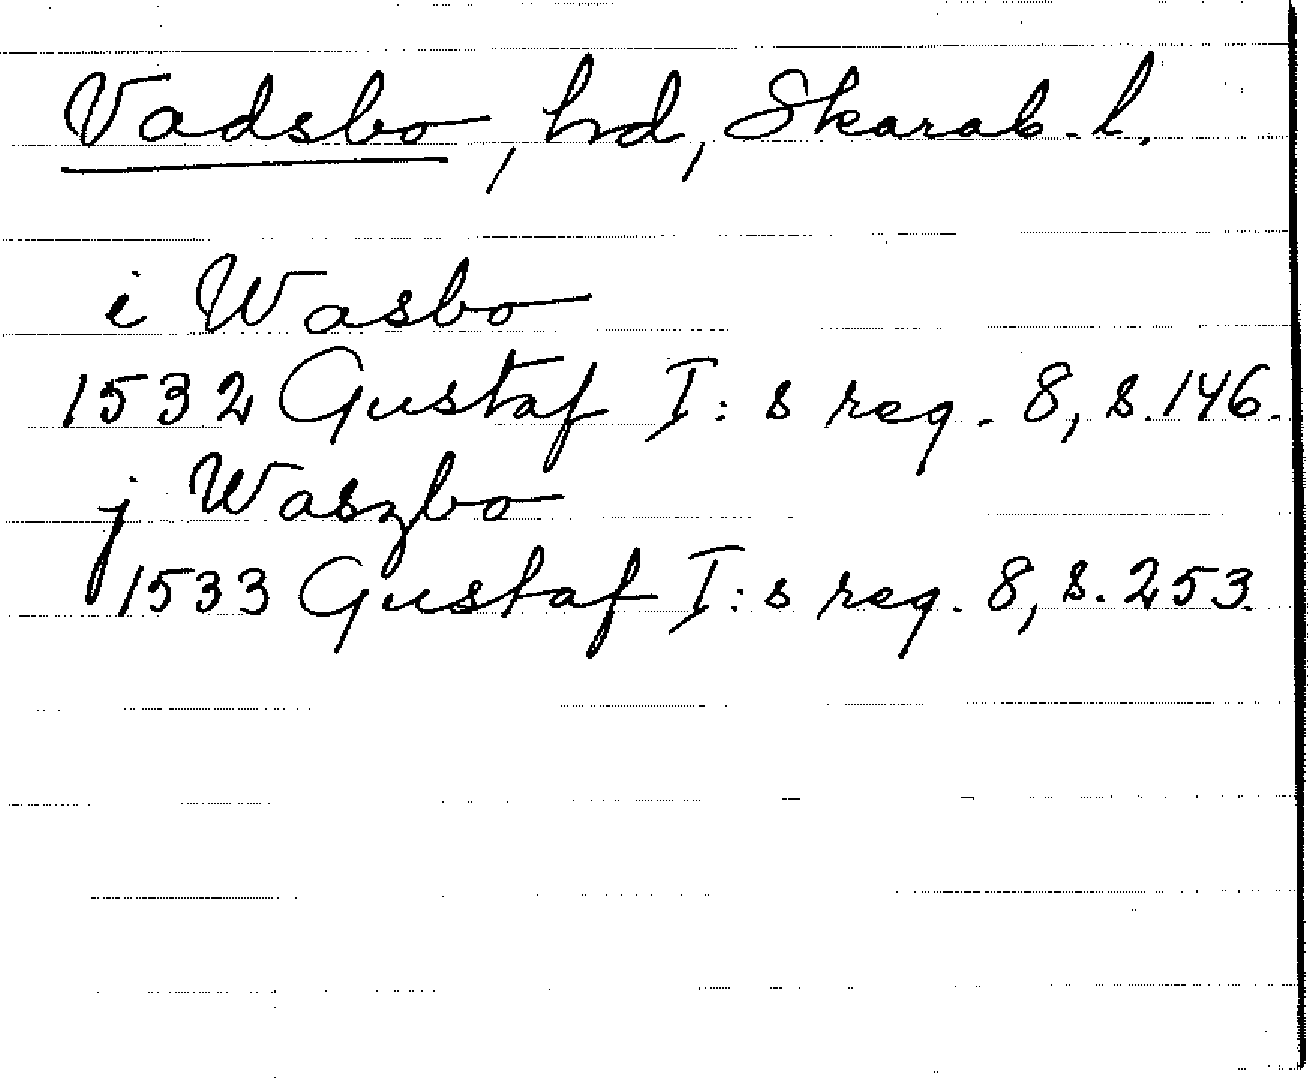 Vadsbo, hd, Skarab. l.
i Wasbo
1532 Gustaf I:s reg. 8, s. 146.
j Waszbo
1533 Gustaf I:s reg. 8, s. 253.